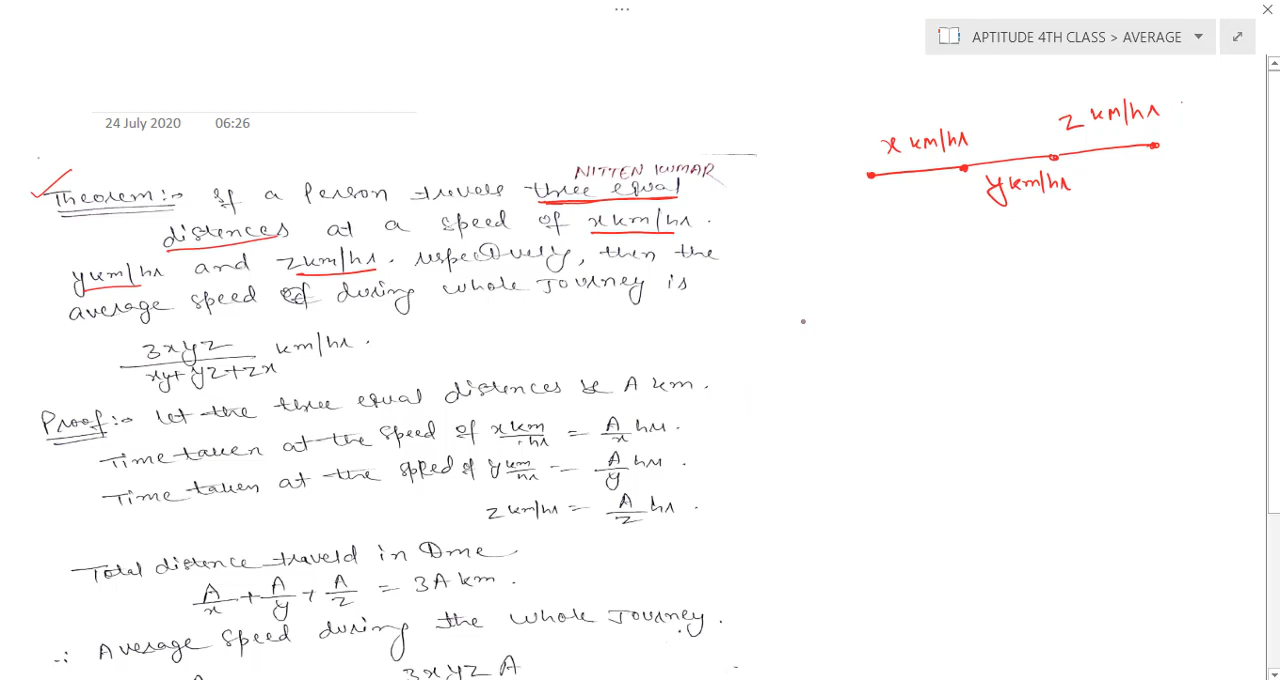 ...
APTITUDE 4TH CLASS > AVERAGE
24 July 2020 06:26
x km/hr
z km/hr
y km/hr
NITTEN KUMAR
Theorem:- If a Person travels three equal
distences at a speed of x km/hr.
y km/hr and z km/hr. respectively, then the
average speed of during whole Journey is
3xyz / xy+yz+zx km/hr.
Proof:- Let the three equal distences be A km.
Time taken at the speed of x km/hr = A/x hr.
Time taken at the speed of y km/hr = A/y hr.
z km/hr = A/z hr.
Total distence traveld in time
A/x + A/y + A/z = 3A km.
∴ Average speed during the whole Journey.
3xyz A